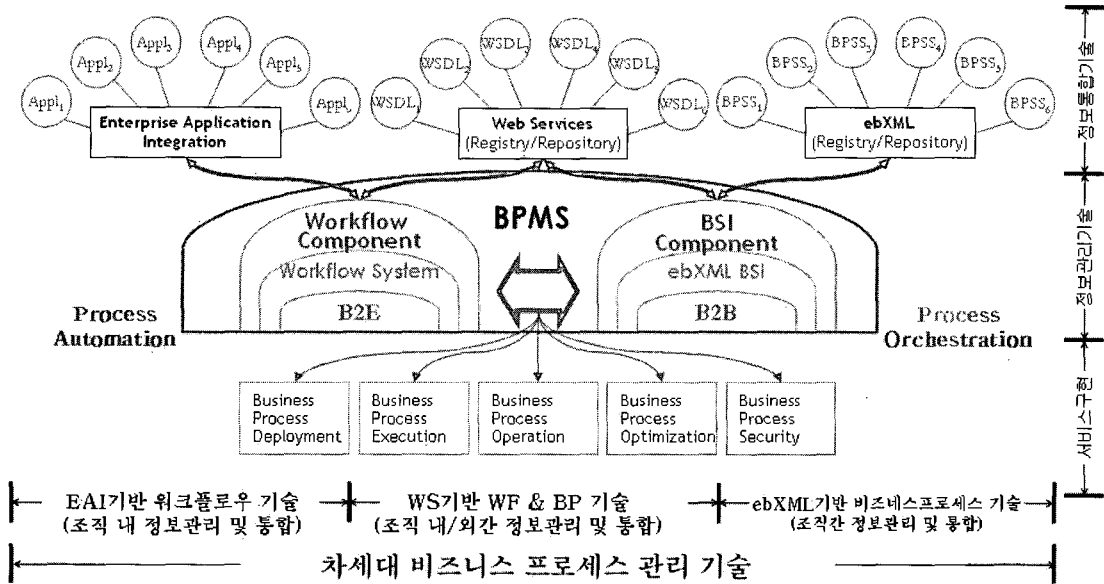 Appl₁
Appl₂
Appl₃
Appl₄
Appl₅
Enterprise Application
Integration
WSDL₂
WSDL₄
Web Services
(Registry/Repository)
BPSS₁
BPSS₂
BPSS₃
BPSS₄
BPSS₆
ebXML
(Registry/Repository)
정보통합기술
Workflow
Component
Workflow System
B2E
BPMS
BSI
Component
ebXML BSI
B2B
정보관리기술
Process
Automation
Process
Orchestration
Business
Process
Deployment
Business
Process
Execution
Business
Process
Operation
Business
Process
Optimization
Business
Process
Security
서비스구현
EAI기반 워크플로우 기술
(조직 내 정보관리 및 통합)
WS기반 WF & BP 기술
(조직 내/외간 정보관리 및 통합)
ebXML기반 비즈네스프로세스 기술
(조직간 정보관리 및 통합)
차세대 비즈니스 프로세스 관리 기술